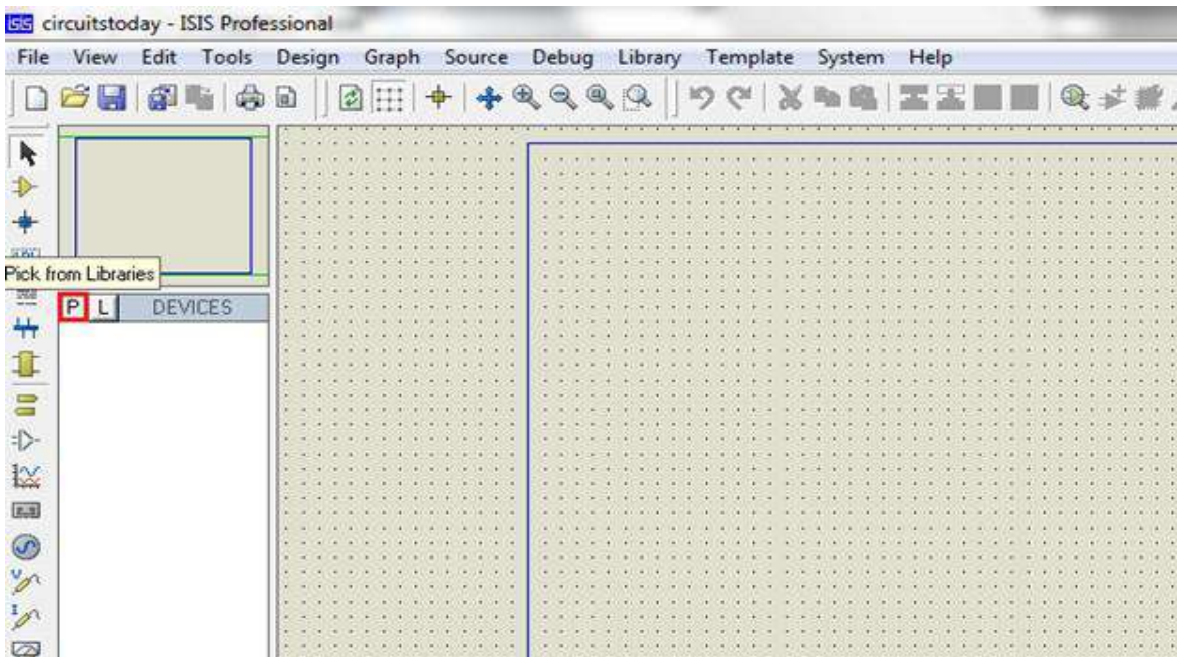 isis circuitstoday - ISIS Professional
File View Edit Tools Design Graph Source Debug Library Template System Help
Pick from Libraries
P L DEVICES
V
I